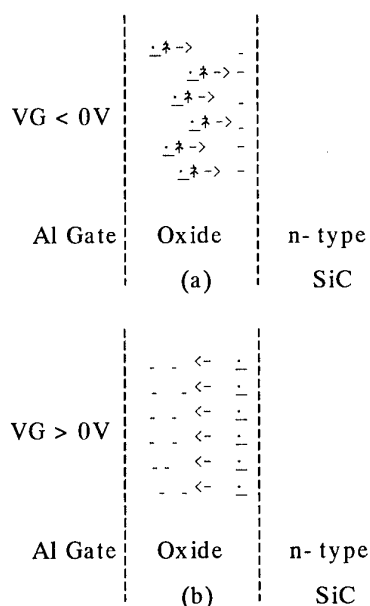 VG < 0V
Al Gate Oxide n- type
(a) SiC
VG > 0V
Al Gate Oxide n- type
(b) SiC